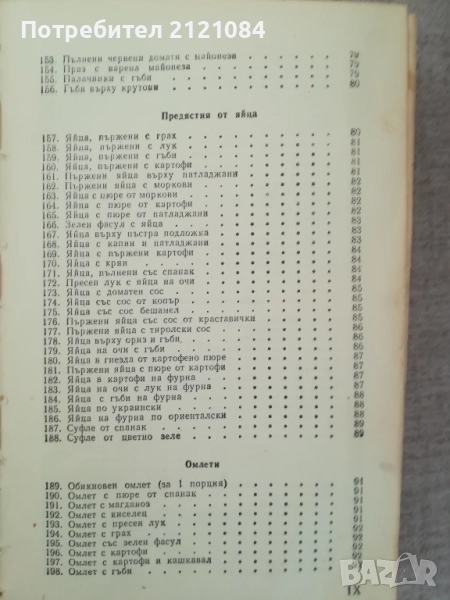 Потребител 2121084
153. Пълнени червени домати с майонеза 79
154. Праз с варена майонеза 79
155. Палачинки с гъби 79
156. Гъби върху крутони 80
Предястия от яйца
157. Яйца, пържени с грах 80
158. Яйца, пържени с лук 81
159. Яйца, пържени с гъби 81
160. Яйца, пържени с картофи 81
161. Пържени яйца върху патладжани 81
162. Пържени яйца с моркови 82
163. Яйца с пюре от моркови 82
164. Яйца с пюре от картофи 82
165. Яйца с пюре от патладжани 82
166. Зелен фасул с яйца 83
167. Яйца върху пъстра подложка 83
168. Яйца с капии и патладжани 83
169. Яйца с пържени картофи 84
170. Яйца с хрян 84
171. Яйца, пълнени със спанак 84
172. Пресен лук с яйца на очи 84
173. Яйца с доматен сос 85
174. Яйца със сос от копър 85
175. Яйца със сос бешамел 85
176. Пържени яйца със сос от краставички 85
177. Пържени яйца с тиролски сос 86
178. Яйца върху ориз и гъби 86
179. Яйца на очи с гъби 86
180. Яйца в гнезда от картофено пюре 86
181. Пържени яйца с пюре от картофи 87
182. Яйца в картофи на фурна 87
183. Яйца на очи с лук на фурна 87
184. Яйца с гъби на фурна 87
185. Яйца по украински 88
186. Яйца на фурна по ориенталски 88
187. Суфле от спанак 89
188. Суфле от цветно зеле 89
Омлети
189. Обикновен омлет (за 1 порция) 91
190. Омлет с пюре от спанак 91
191. Омлет с магданоз 91
192. Омлет с киселец 91
193. Омлет с пресен лук 92
194. Омлет с грах 92
195. Омлет със зелен фасул 92
196. Омлет с картофи 92
197. Омлет с картофи и кашкавал
198. Омлет с гъби
IX
bazar